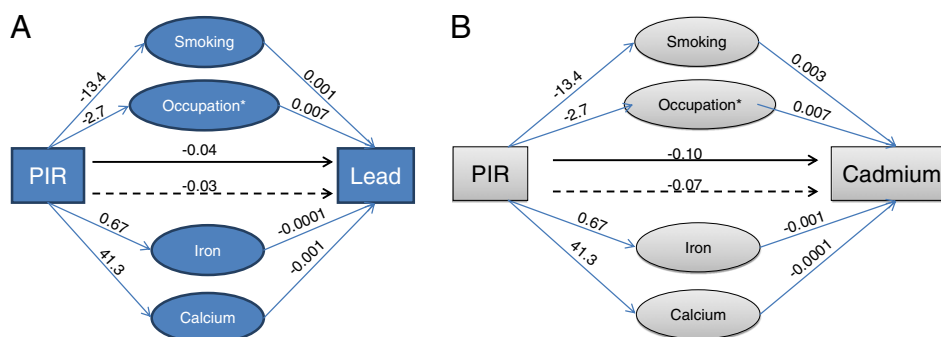 A
Smoking
-13.4
0.001
Occupation*
-2.7
0.007
PIR
-0.04
-0.03
Lead
0.67
-0.0001
Iron
41.3
-0.001
Calcium
B
Smoking
-13.4
0.003
Occupation*
-2.7
0.007
PIR
-0.10
-0.07
Cadmium
0.67
-0.001
Iron
41.3
-0.0001
Calcium